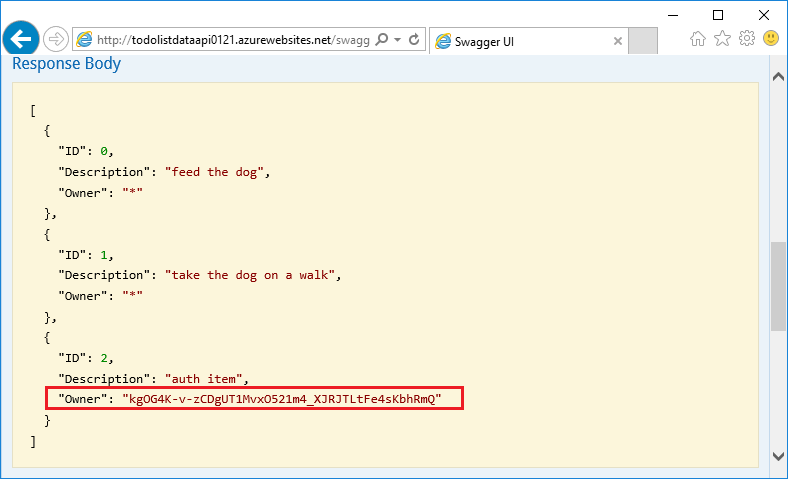 http://todolistdataapi0121.azurewebsites.net/swagg
Swagger UI
Response Body
[
{
"ID": 0,
"Description": "feed the dog",
"Owner": "*"
},
{
"ID": 1,
"Description": "take the dog on a walk",
"Owner": "*"
},
{
"ID": 2,
"Description": "auth item",
"Owner": "kgOG4K-v-zCDgUT1MvxO521m4_XJRJTLtFe4sKbhRmQ"
}
]